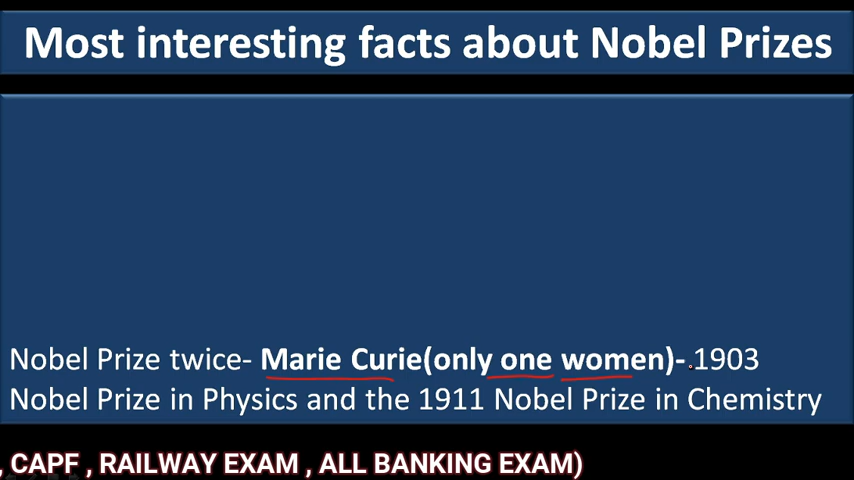 Most interesting facts about Nobel Prizes
Nobel Prize twice- Marie Curie(only one women)- 1903
Nobel Prize in Physics and the 1911 Nobel Prize in Chemistry
, CAPF , RAILWAY EXAM , ALL BANKING EXAM)